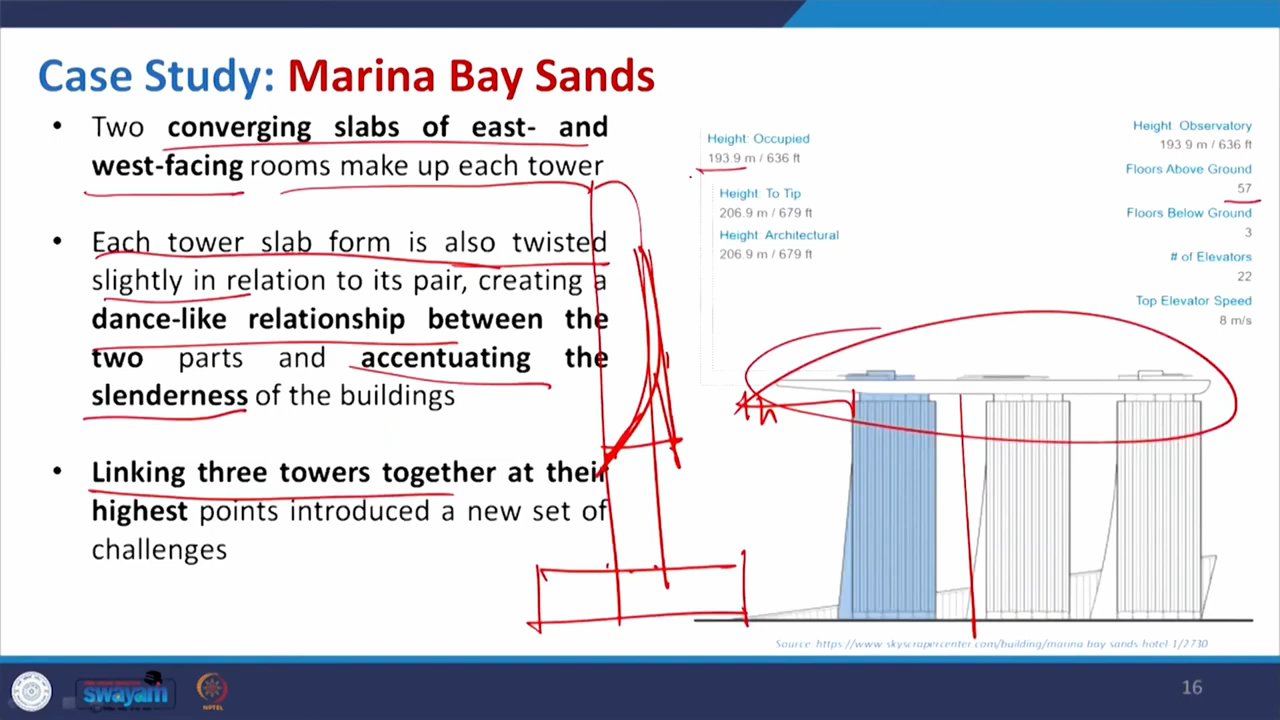 Case Study: Marina Bay Sands
• Two converging slabs of east- and
west-facing rooms make up each tower
• Each tower slab form is also twisted
slightly in relation to its pair, creating a
dance-like relationship between the
two parts and accentuating the
slenderness of the buildings
• Linking three towers together at their
highest points introduced a new set of
challenges
Height: Occupied
193.9 m / 636 ft
Height: To Tip
206.9 m / 679 ft
Height: Architectural
206.9 m / 679 ft
Height: Observatory
193.9 m / 636 ft
Floors Above Ground
57
Floors Below Ground
3
# of Elevators
22
Top Elevator Speed
8 m/s
Source: https://www.skyscrapercenter.com/building/marina-bay-sands-hotel-1/2730
swayam
NPTEL
16